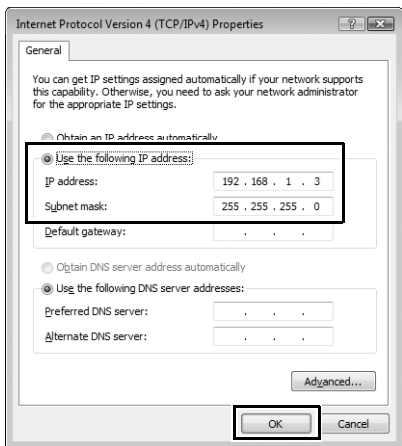 Internet Protocol Version 4 (TCP/IPv4) Properties
General
You can get IP settings assigned automatically if your network supports
this capability. Otherwise, you need to ask your network administrator
for the appropriate IP settings.
Obtain an IP address automatically
Use the following IP address:
IP address: 192 . 168 . 1 . 3
Subnet mask: 255 . 255 . 255 . 0
Default gateway: . . .
Obtain DNS server address automatically
Use the following DNS server addresses:
Preferred DNS server: . . .
Alternate DNS server: . . .
Advanced...
OK Cancel